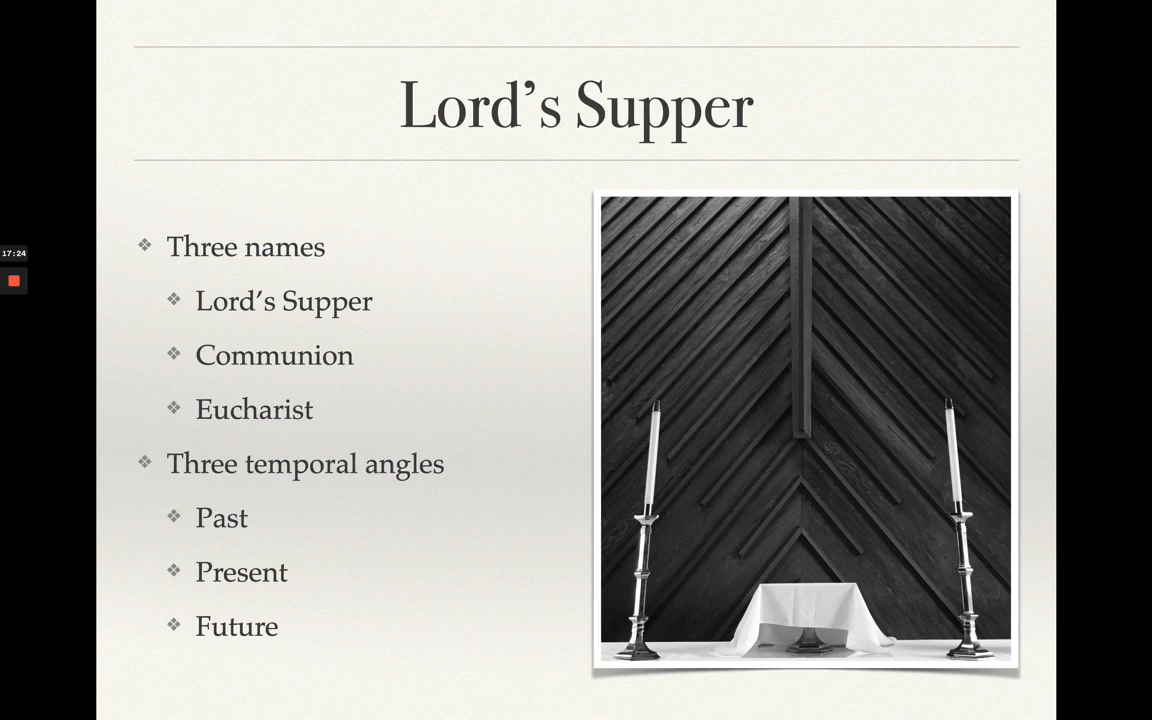 Lord’s Supper
17:24
Three names
Lord’s Supper
Communion
Eucharist
Three temporal angles
Past
Present
Future